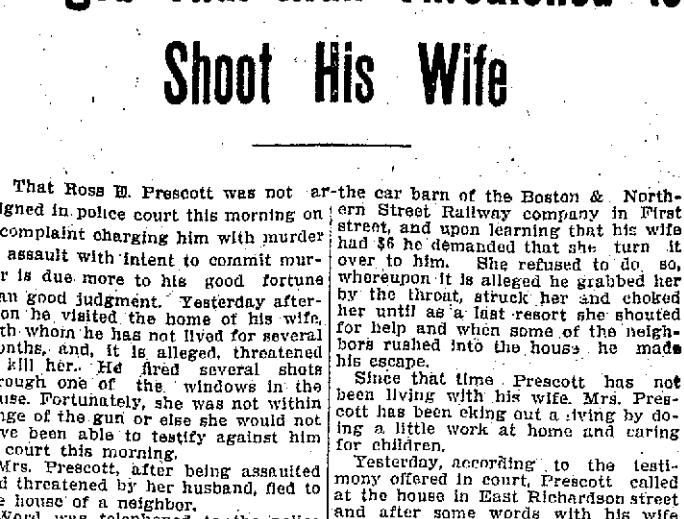 Shoot His Wife
That Ross E. Prescott was not ar-
igned in police court this morning on
complaint charging him with murder
assault with intent to commit mur-
r is due more to his good fortune
an good judgment. Yesterday after-
on he visited the home of his wife,
th whom he has not lived for several
onths, and, it is alleged, threatened
kill her. He fired several shots
rough one of the windows in the
use. Fortunately, she was not within
nge of the gun or else she would not
ve been able to testify against him
court this morning.
Mrs. Prescott, after being assaulted
d threatened by her husband, fled to
e house of a neighbor.
Word was telephoned to the police
the car barn of the Boston & North-
ern Street Railway company in First
street, and upon learning that his wife
had $6 he demanded that she turn it
over to him. She refused to do so,
whereupon it is alleged he grabbed her
by the throat, struck her and choked
her until as a last resort she shouted
for help and when some of the neigh-
bors rushed into the house he made
his escape.
Since that time Prescott has not
been living with his wife. Mrs. Pres-
cott has been eking out a living by do-
ing a little work at home and caring
for children.
Yesterday, according to the testi-
mony offered in court, Prescott called
at the house in East Richardson street
and after some words with his wife